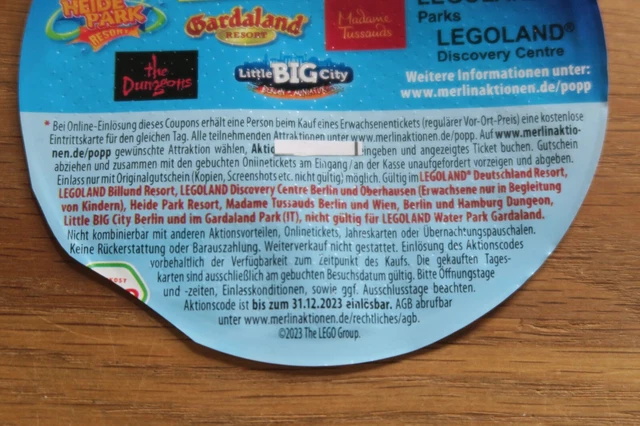 HEIDE PARK
RESORT
Gardaland
RESORT
Madame
Tussauds
Parks
LEGOLAND®
Discovery Centre
the
Dungeons
LittLe BIG City
Weitere Informationen unter:
www.merlinaktionen.de/popp
* Bei Online-Einlösung dieses Coupons erhält eine Person beim Kauf eines Erwachsenentickets (regulärer Vor-Ort-Preis) eine kostenlose
Eintrittskarte für den gleichen Tag. Alle teilnehmenden Attraktionen unter www.merlinaktionen.de/popp. Auf www.merlinaktio-
nen.de/popp gewünschte Attraktion wählen, Aktio eingeben und angezeigtes Ticket buchen. Gutschein
abziehen und zusammen mit den gebuchten Onlinetickets am Eingang / an der Kasse unaufgefordert vorzeigen und abgeben.
Einlass nur mit Originalgutschein (Kopien, Screenshots etc. nicht gültig) möglich. Gültig im LEGOLAND® Deutschland Resort,
LEGOLAND Billund Resort, LEGOLAND Discovery Centre Berlin und Oberhausen (Erwachsene nur in Begleitung
von Kindern), Heide Park Resort, Madame Tussauds Berlin und Wien, Berlin und Hamburg Dungeon,
Little BIG City Berlin und im Gardaland Park (IT), nicht gültig für LEGOLAND Water Park Gardaland.
Nicht kombinierbar mit anderen Aktionsvorteilen, Onlinetickets, Jahreskarten oder Übernachtungspauschalen.
Keine Rückerstattung oder Barauszahlung. Weiterverkauf nicht gestattet. Einlösung des Aktionscodes
vorbehaltlich der Verfügbarkeit zum Zeitpunkt des Kaufs. Die gekauften Tages-
karten sind ausschließlich am gebuchten Besuchsdatum gültig. Bitte Öffnungstage
und -zeiten, Einlasskonditionen, sowie ggf. Ausschlusstage beachten.
Aktionscode ist bis zum 31.12.2023 einlösbar. AGB abrufbar
unter www.merlinaktionen.de/rechtliches/agb.
©2023 The LEGO Group.